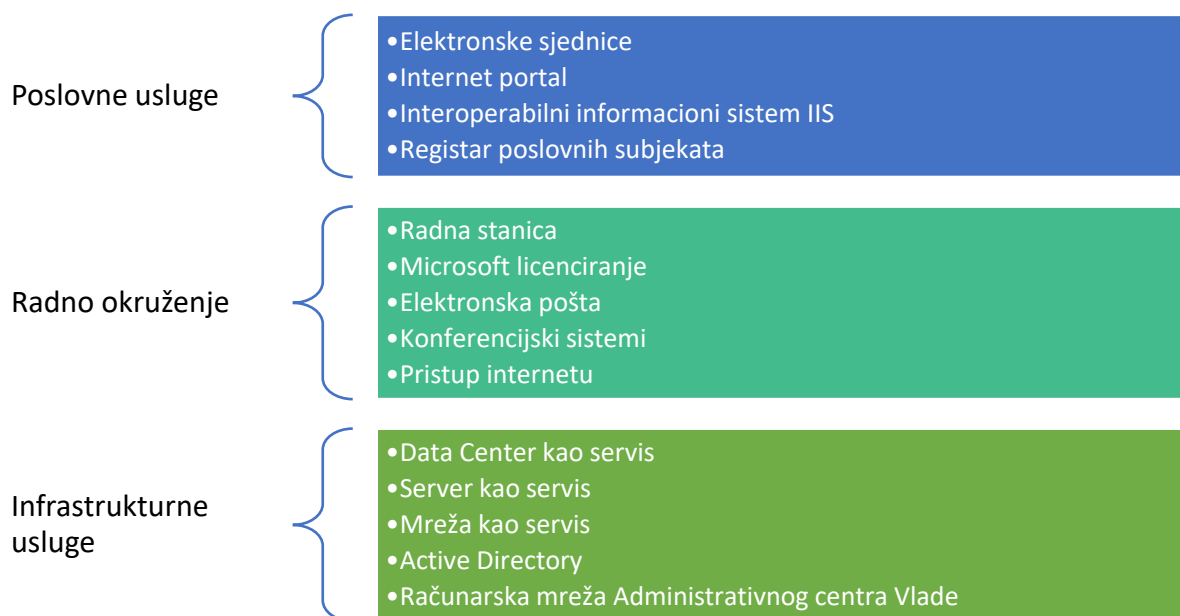 Poslovne usluge
•Elektronske sjednice
•Internet portal
•Interoperabilni informacioni sistem IIS
•Registar poslovnih subjekata
Radno okruženje
•Radna stanica
•Microsoft licenciranje
•Elektronska pošta
•Konferencijski sistemi
•Pristup internetu
Infrastrukturne
usluge
•Data Center kao servis
•Server kao servis
•Mreža kao servis
•Active Directory
•Računarska mreža Administrativnog centra Vlade